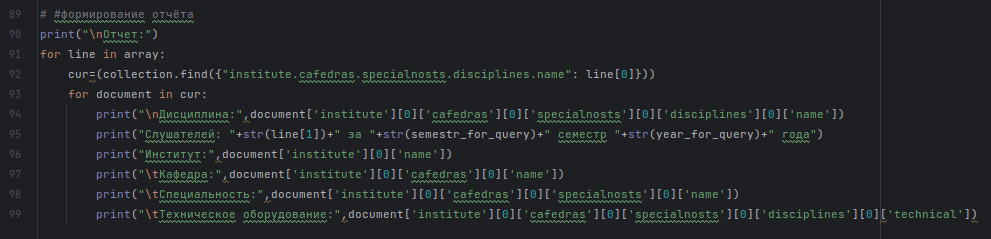 89 # #формирование отчёта
90 print("\nОтчет:")
91 for line in array:
92 cur=(collection.find({"institute.cafedras.specialnosts.disciplines.name": line[0]}))
93 for document in cur:
94 print("\nДисциплина:",document['institute'][0]['cafedras'][0]['specialnosts'][0]['disciplines'][0]['name'])
95 print("Слушателей: "+str(line[1])+" за "+str(semestr_for_query)+" семестр "+str(year_for_query)+" года")
96 print("Институт:",document['institute'][0]['name'])
97 print("\tКафедра:",document['institute'][0]['cafedras'][0]['name'])
98 print("\tСпециальность:",document['institute'][0]['cafedras'][0]['specialnosts'][0]['name'])
99 print("\tТехническое оборудование:",document['institute'][0]['cafedras'][0]['specialnosts'][0]['disciplines'][0]['technical'])